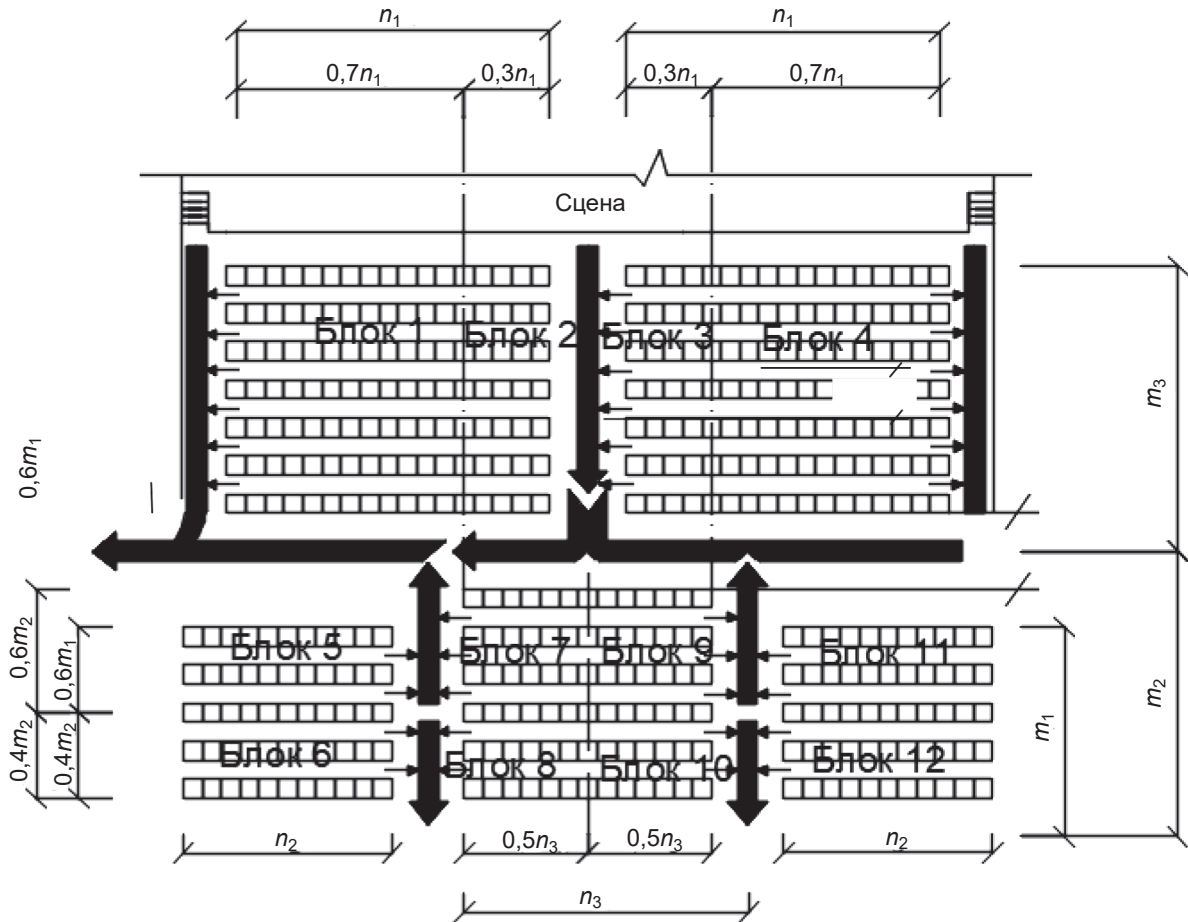 n₁
n₁
0,7n₁
0,3n₁
0,3n₁
0,7n₁
Сцена
Блок 1
Блок 2
Блок 3
Блок 4
m₃
0,6m₁
0,6m₂
0,6m₁
Блок 5
Блок 7
Блок 9
Блок 11
m₂
m₁
0,4m₂
0,4m₂
Блок 6
Блок 8
Блок 10
Блок 12
n₂
0,5n₃
0,5n₃
n₂
n₃